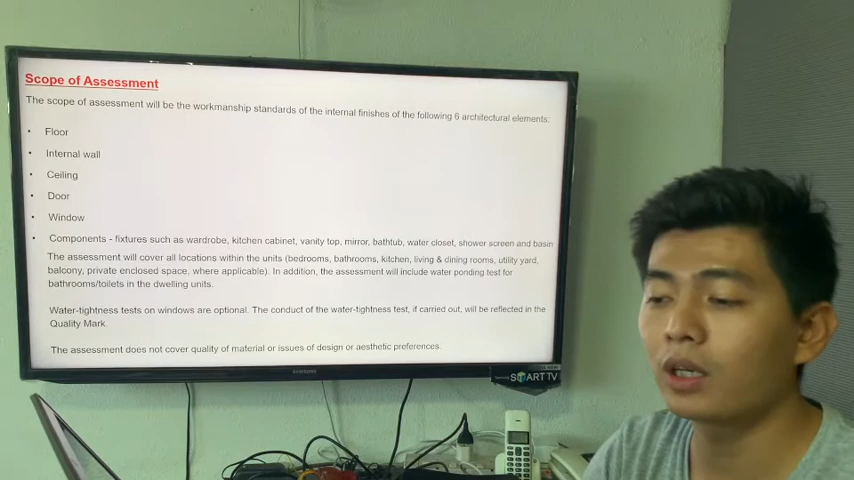 Scope of Assessment
The scope of assessment will be the workmanship standards of the internal finishes of the following 6 architectural elements:
• Floor
• Internal wall
• Ceiling
• Door
• Window
• Components - fixtures such as wardrobe, kitchen cabinet, vanity top, mirror, bathtub, water closet, shower screen and basin
The assessment will cover all locations within the units (bedrooms, bathrooms, kitchen, living & dining rooms, utility yard,
balcony, private enclosed space, where applicable). In addition, the assessment will include water ponding test for
bathrooms/toilets in the dwelling units.
Water-tightness tests on windows are optional. The conduct of the water-tightness test, if carried out, will be reflected in the
Quality Mark.
The assessment does not cover quality of material or issues of design or aesthetic preferences.
SAMSUNG
SMART TV